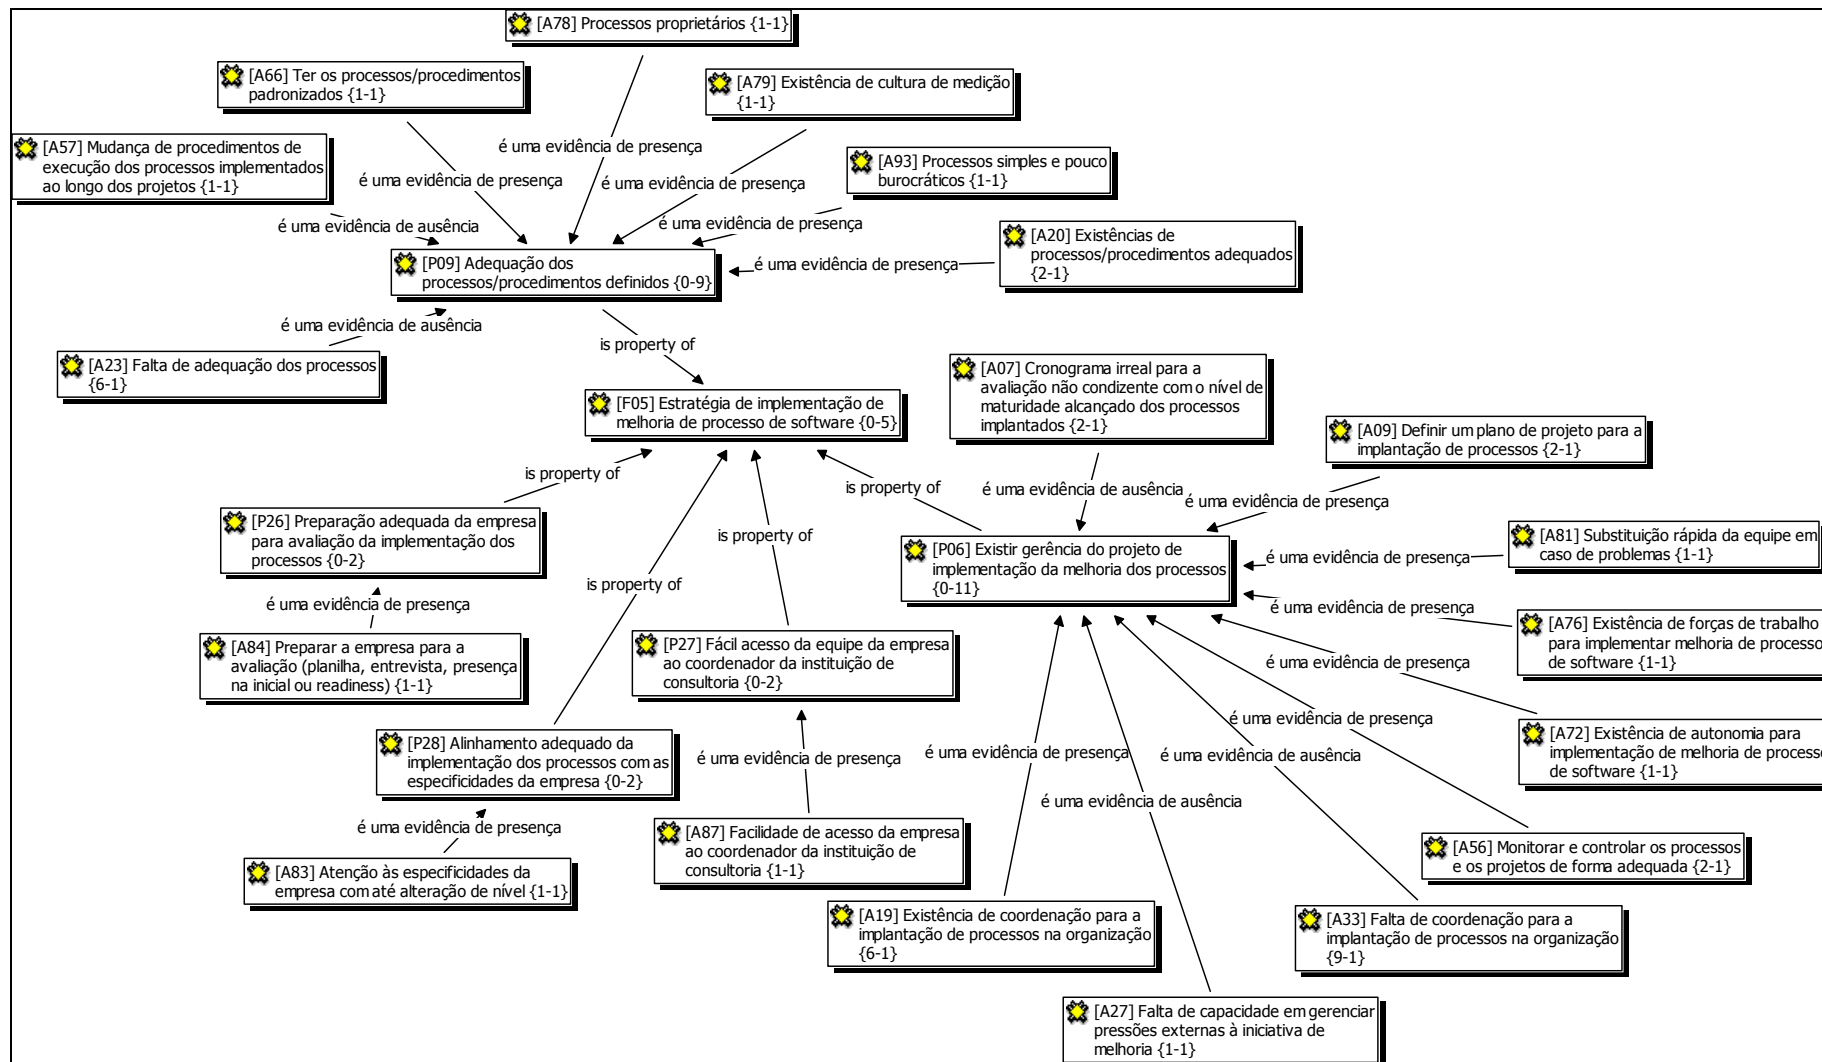 [A78] Processos proprietários {1-1}
[A66] Ter os processos/procedimentos
padronizados {1-1}
[A79] Existência de cultura de medição
{1-1}
[A57] Mudança de procedimentos de
execução dos processos implementados
ao longo dos projetos {1-1}
é uma evidência de presença
[A93] Processos simples e pouco
burocráticos {1-1}
é uma evidência de presença
é uma evidência de presença
é uma evidência de ausência
é uma evidência de presença
[A20] Existências de
processos/procedimentos adequados
{2-1}
[P09] Adequação dos
processos/procedimentos definidos {0-9}
é uma evidência de presença
é uma evidência de ausência
is property of
[A23] Falta de adequação dos processos
{6-1}
[A07] Cronograma irreal para a
avaliação não condizente com o nível de
maturidade alcançado dos processos
implantados {2-1}
[F05] Estratégia de implementação de
melhoria de processo de software {0-5}
[A09] Definir um plano de projeto para a
implantação de processos {2-1}
is property of
is property of
é uma evidência de ausência
é uma evidência de presença
[P26] Preparação adequada da empresa
para avaliação da implementação dos
processos {0-2}
is property of
[P06] Existir gerência do projeto de
implementação da melhoria dos processos
{0-11}
[A81] Substituição rápida da equipe em
caso de problemas {1-1}
é uma evidência de presença
is property of
é uma evidência de presença
é uma evidência de presença
[A84] Preparar a empresa para a
avaliação (planilha, entrevista, presença
na inicial ou readiness) {1-1}
[P27] Fácil acesso da equipe da empresa
ao coordenador da instituição de
consultoria {0-2}
[A76] Existência de forças de trabalho
para implementar melhoria de processo
de software {1-1}
é uma evidência de presença
[P28] Alinhamento adequado da
implementação dos processos com as
especificidades da empresa {0-2}
é uma evidência de presença
[A72] Existência de autonomia para
implementação de melhoria de processo
de software {1-1}
é uma evidência de presença
é uma evidência de presença
é uma evidência de ausência
é uma evidência de ausência
é uma evidência de presença
[A87] Facilidade de acesso da empresa
ao coordenador da instituição de
consultoria {1-1}
[A56] Monitorar e controlar os processos
e os projetos de forma adequada {2-1}
[A83] Atenção às especificidades da
empresa com até alteração de nível {1-1}
[A19] Existência de coordenação para a
implantação de processos na organização
{6-1}
[A33] Falta de coordenação para a
implantação de processos na organização
{9-1}
[A27] Falta de capacidade em gerenciar
pressões externas à iniciativa de
melhoria {1-1}